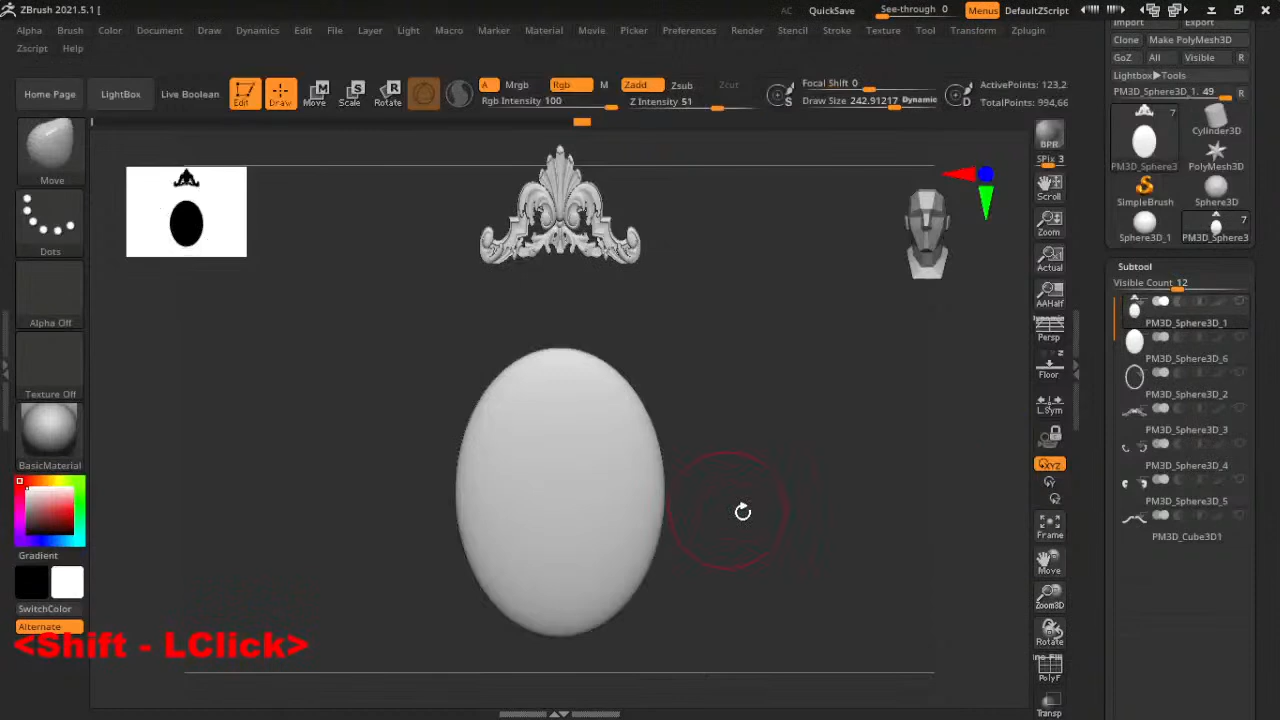 ZBrush 2021.5.1 [
AC QuickSave See-through 0 Menus DefaultZScript
Alpha Brush Color Document Draw Dynamics Edit File Layer Light Macro Marker Material Movie Picker Preferences Render Stencil Stroke Texture Tool Transform Zplugin
Zscript Help
Home Page LightBox Live Boolean Edit Draw Move Scale Rotate
A Mrgb Rgb M Zadd Zsub Zcut
Rgb Intensity 100 Z Intensity 51
Focal Shift 0
Draw Size 242.91217 Dynamic
ActivePoints: 123,2
TotalPoints: 994,66
Import Export
Clone Make PolyMesh3D
GoZ All Visible R
Lightbox▶Tools
PM3D_Sphere3D_1. 49 R
7
Cylinder3D
PM3D_Sphere3 PolyMesh3D
SimpleBrush Sphere3D
7
Sphere3D_1 PM3D_Sphere3
Subtool
Visible Count 12
PM3D_Sphere3D_1
PM3D_Sphere3D_6
PM3D_Sphere3D_2
PM3D_Sphere3D_3
PM3D_Sphere3D_4
PM3D_Sphere3D_5
PM3D_Cube3D1
Move
Dots
Alpha Off
Texture Off
BasicMaterial
Gradient
SwitchColor
Alternate
<Shift - LClick>
BPR
SPix 3
Scroll
Zoom
Actual
AAHalf
Dynamic
Persp
Floor
L.Sym
XYZ
Frame
Move
Zoom3D
Rotate
PolyF
Transp